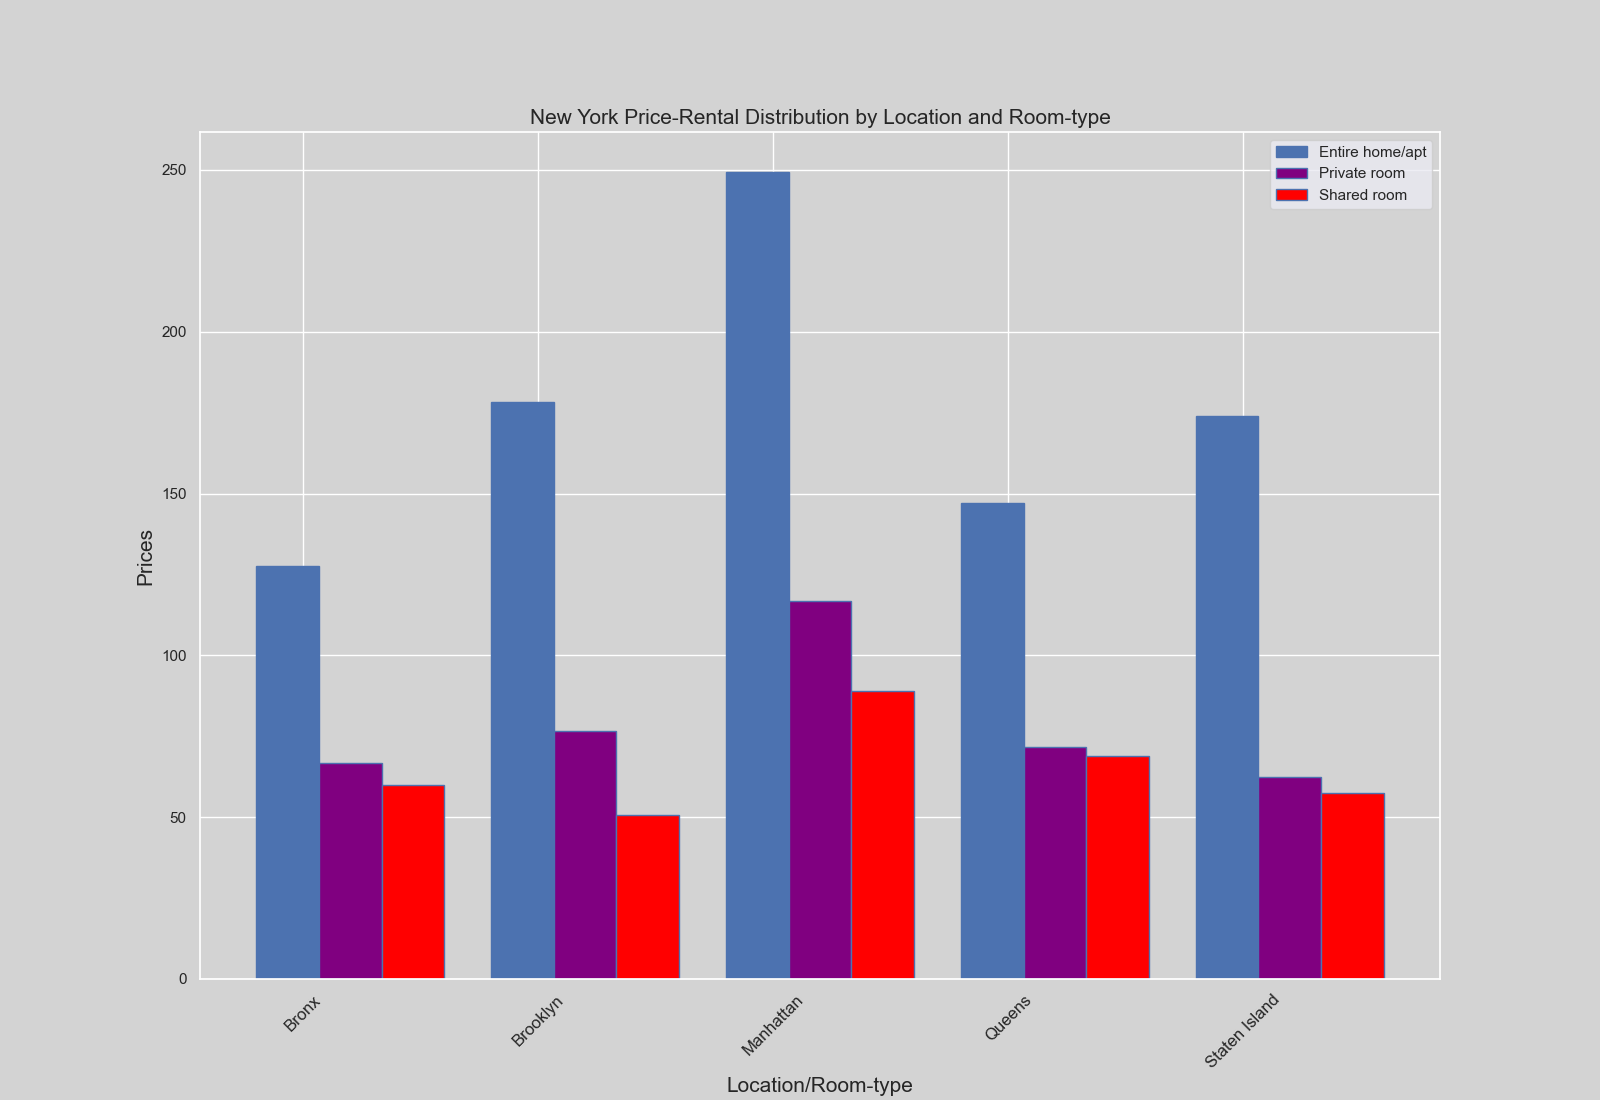 New York Price-Rental Distribution by Location and Room-type
Entire home/apt
Private room
Shared room
250
200
150
100
50
0
Prices
Bronx
Brooklyn
Manhattan
Queens
Staten Island
Location/Room-type